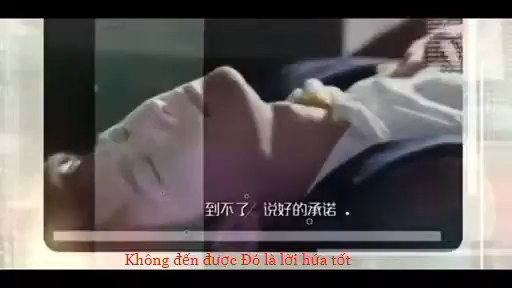 到不了 说好的承诺 .
Không đến được Đó là lời hứa tốt